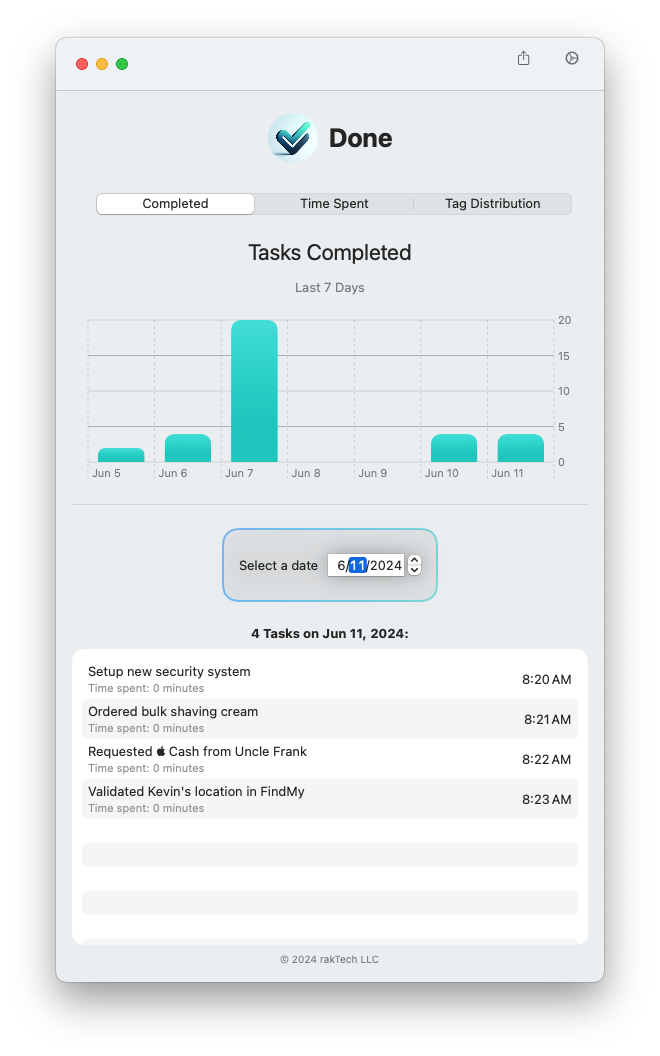 Done
Completed
Time Spent
Tag Distribution
Tasks Completed
Last 7 Days
20
15
10
5
0
Jun 5 Jun 6 Jun 7 Jun 8 Jun 9 Jun 10 Jun 11
Select a date 6/11/2024
4 Tasks on Jun 11, 2024:
Setup new security system
Time spent: 0 minutes
8:20 AM
Ordered bulk shaving cream
Time spent: 0 minutes
8:21 AM
Requested  Cash from Uncle Frank
Time spent: 0 minutes
8:22 AM
Validated Kevin's location in FindMy
Time spent: 0 minutes
8:23 AM
© 2024 rakTech LLC